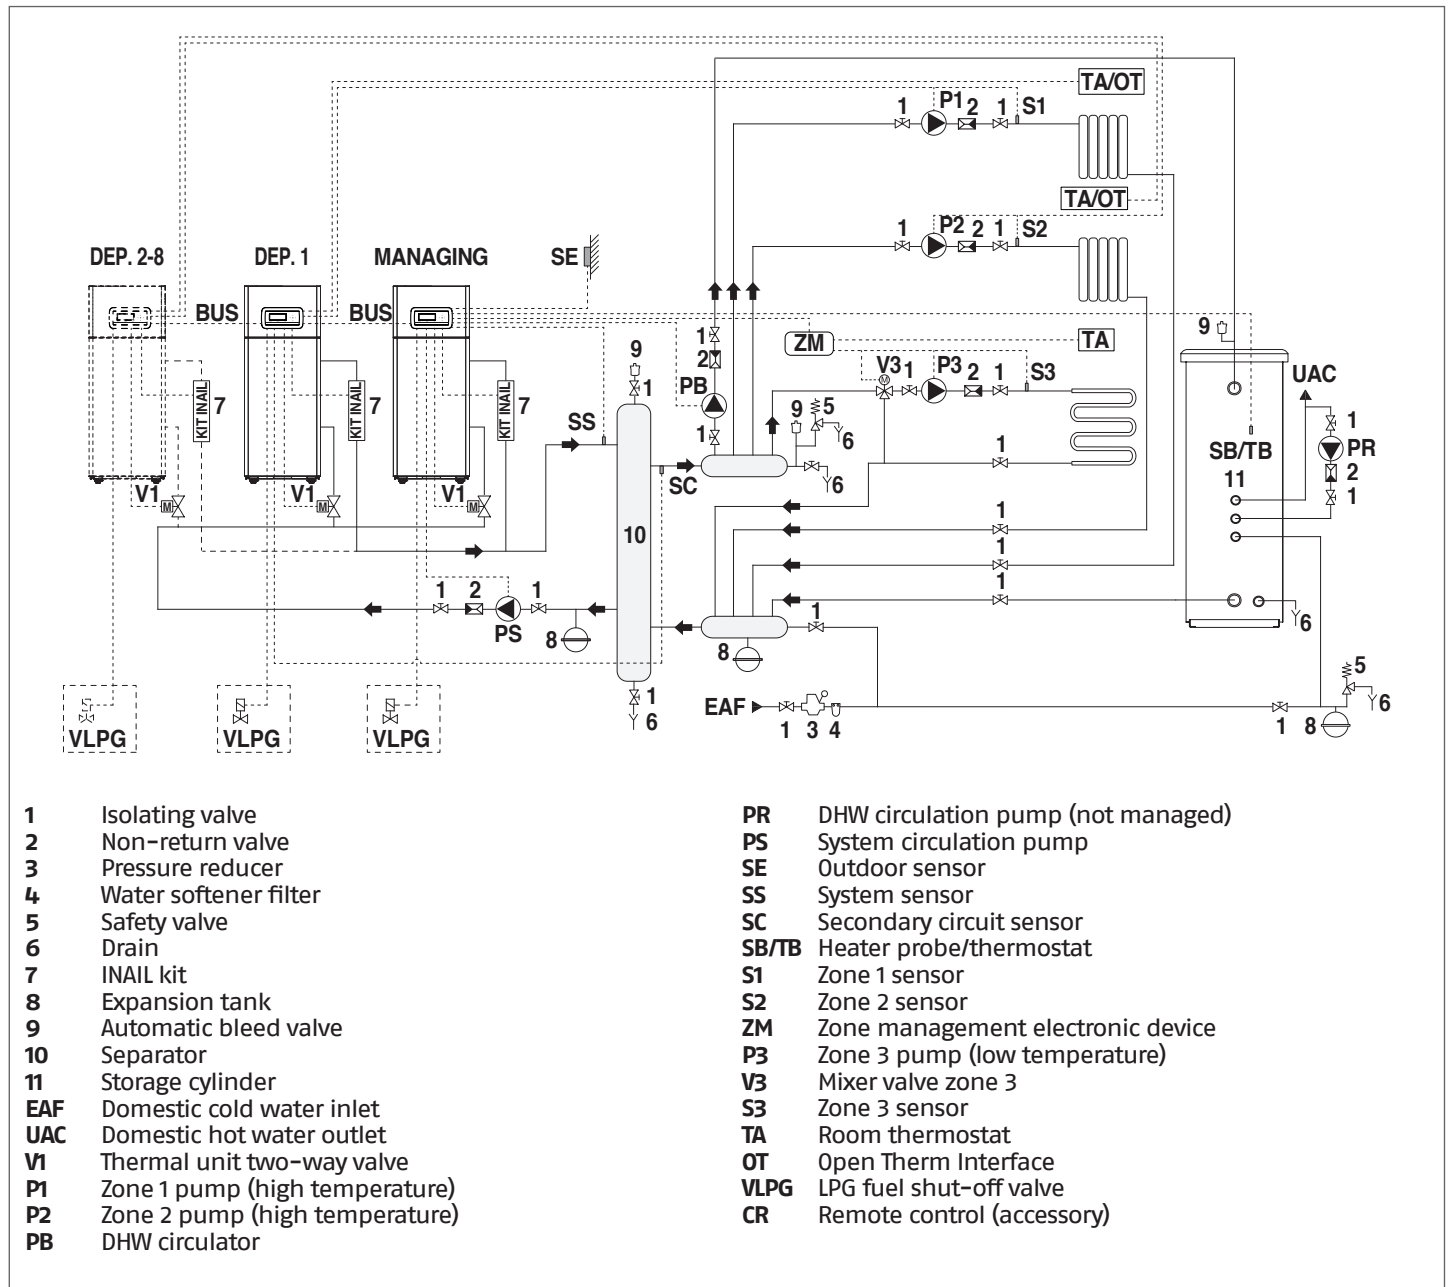 TA/OT
1 P1 2 1 S1
TA/OT
1 P2 2 1 S2
DEP. 2-8 DEP. 1 MANAGING SE
BUS BUS
ZM TA
9
1
2
PB
1
V3 1 P3 2 1 S3
9
UAC
9 1
KIT INAIL 7 KIT INAIL 7 KIT INAIL 7
SS
9 5
6
1
PR
2
1
SB/TB
11
1
SC
6
V1 M V1 M V1 M
10
1
1
1
1 2 1
PS
8
1
8
6
5
6
1
6
EAF
1 3 4
1 8
VLPG VLPG VLPG
1 Isolating valve
2 Non-return valve
3 Pressure reducer
4 Water softener filter
5 Safety valve
6 Drain
7 INAIL kit
8 Expansion tank
9 Automatic bleed valve
10 Separator
11 Storage cylinder
EAF Domestic cold water inlet
UAC Domestic hot water outlet
V1 Thermal unit two-way valve
P1 Zone 1 pump (high temperature)
P2 Zone 2 pump (high temperature)
PB DHW circulator
PR DHW circulation pump (not managed)
PS System circulation pump
SE Outdoor sensor
SS System sensor
SC Secondary circuit sensor
SB/TB Heater probe/thermostat
S1 Zone 1 sensor
S2 Zone 2 sensor
ZM Zone management electronic device
P3 Zone 3 pump (low temperature)
V3 Mixer valve zone 3
S3 Zone 3 sensor
TA Room thermostat
OT Open Therm Interface
VLPG LPG fuel shut-off valve
CR Remote control (accessory)